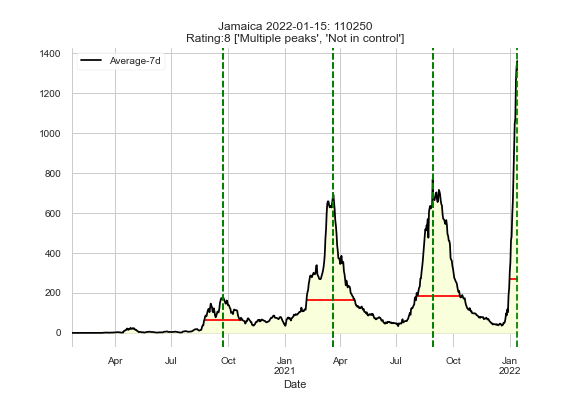 Jamaica 2022-01-15: 110250
Rating:8 ['Multiple peaks', 'Not in control']
Average-7d
1400
1200
1000
800
600
400
200
0
Apr
Jul
Oct
Jan
2021
Apr
Jul
Oct
Jan
2022
Date